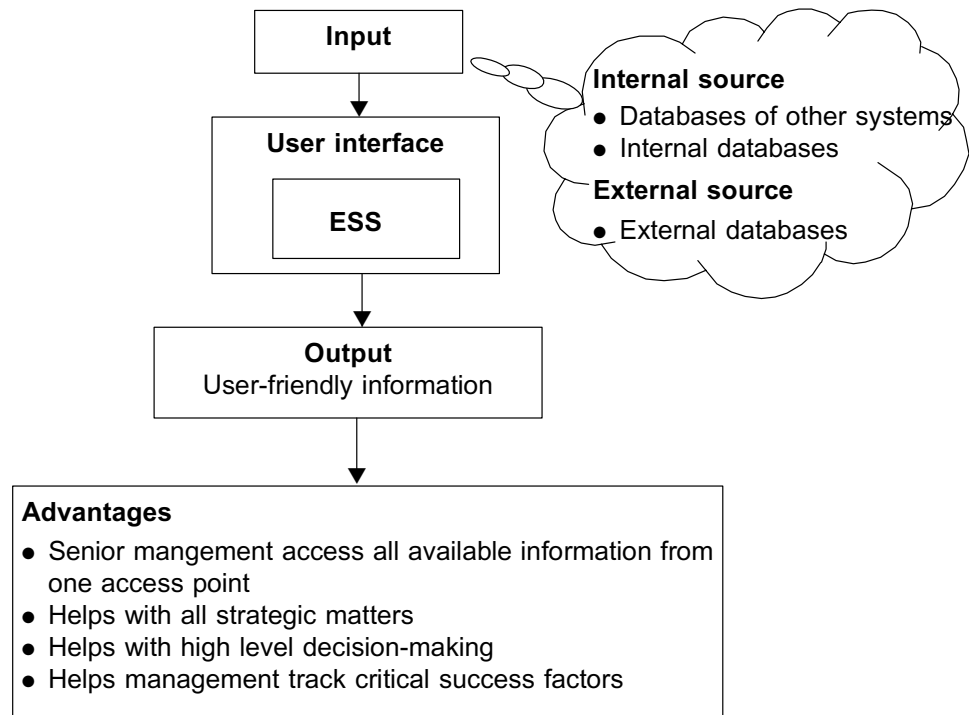 Input
Internal source
● Databases of other systems
● Internal databases
External source
● External databases
User interface
ESS
Output
User-friendly information
Advantages
● Senior mangement access all available information from
one access point
● Helps with all strategic matters
● Helps with high level decision-making
● Helps management track critical success factors